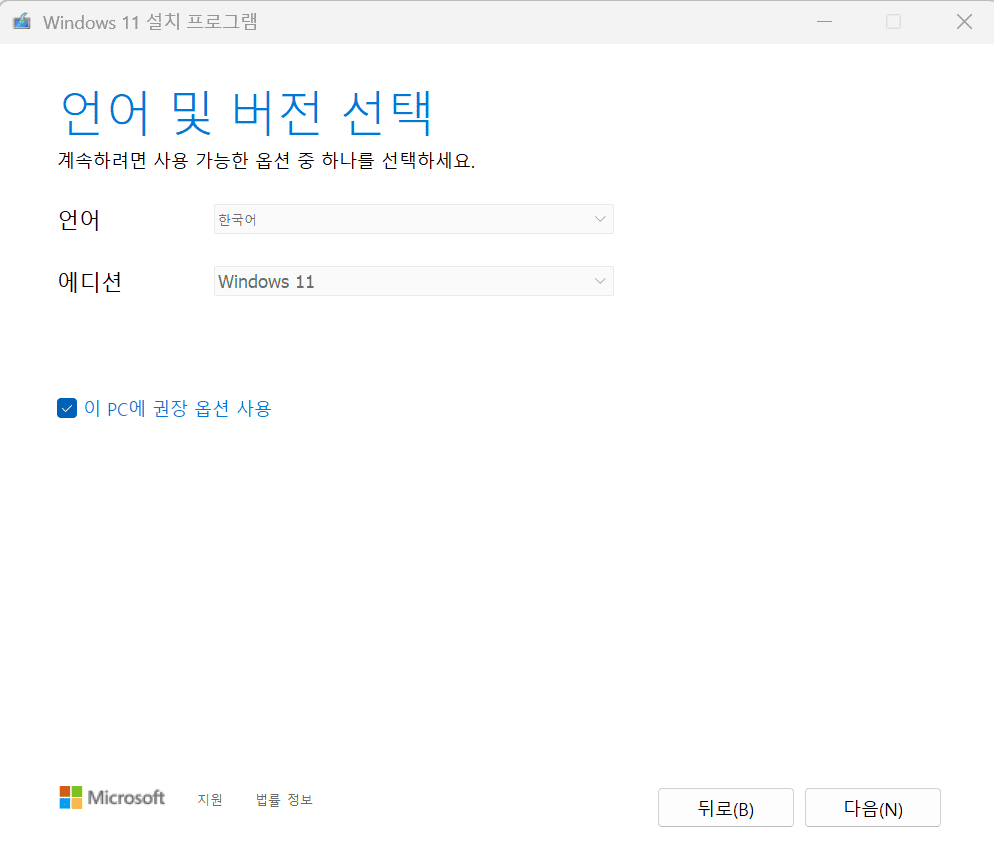 Windows 11 설치 프로그램
언어 및 버전 선택
계속하려면 사용 가능한 옵션 중 하나를 선택하세요.
언어 한국어
에디션 Windows 11
이 PC에 권장 옵션 사용
Microsoft 지원 법률 정보 뒤로(B) 다음(N)